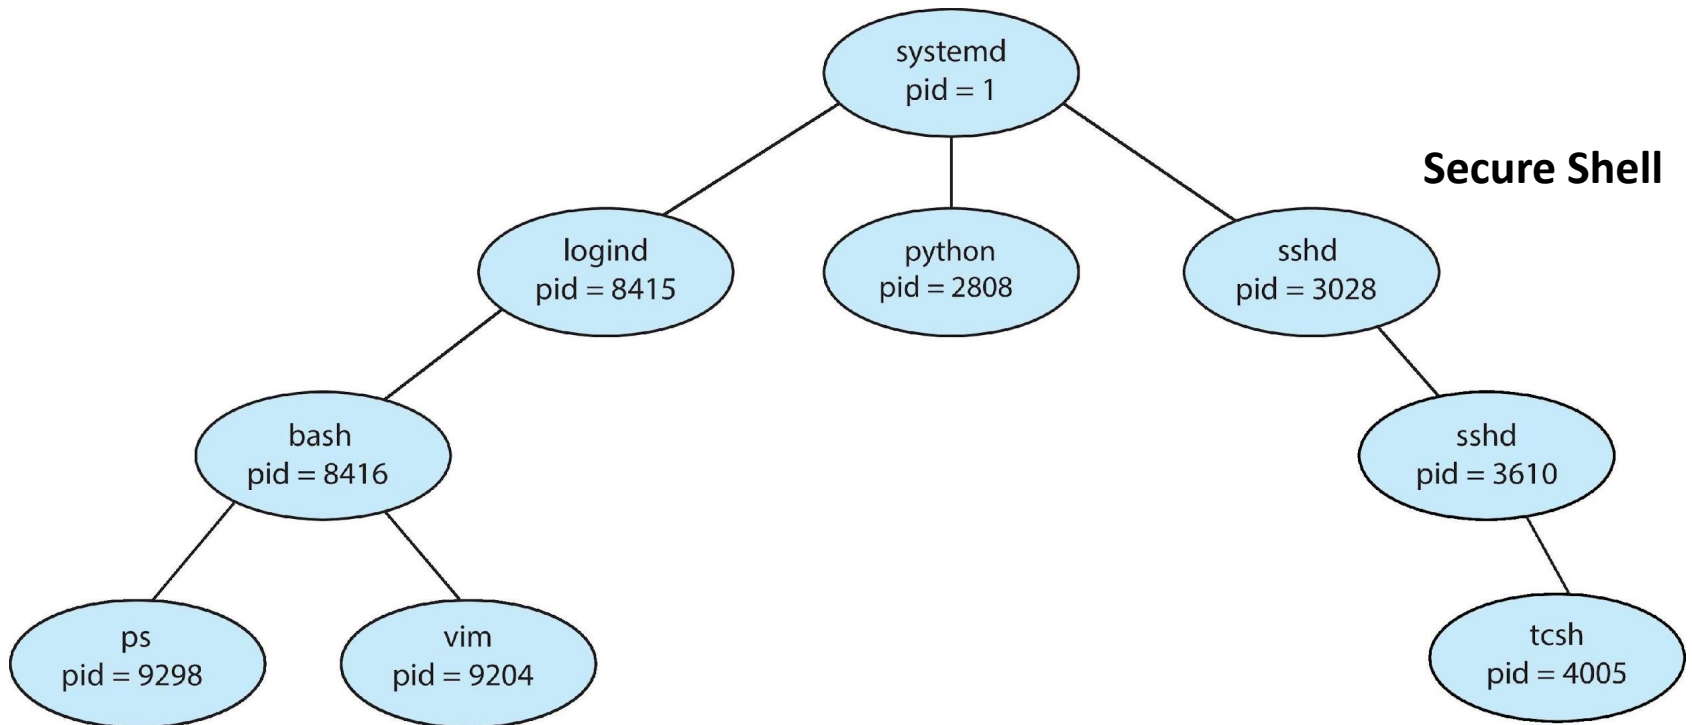 systemd
pid = 1
Secure Shell
logind
pid = 8415
python
pid = 2808
sshd
pid = 3028
bash
pid = 8416
sshd
pid = 3610
ps
pid = 9298
vim
pid = 9204
tcsh
pid = 4005